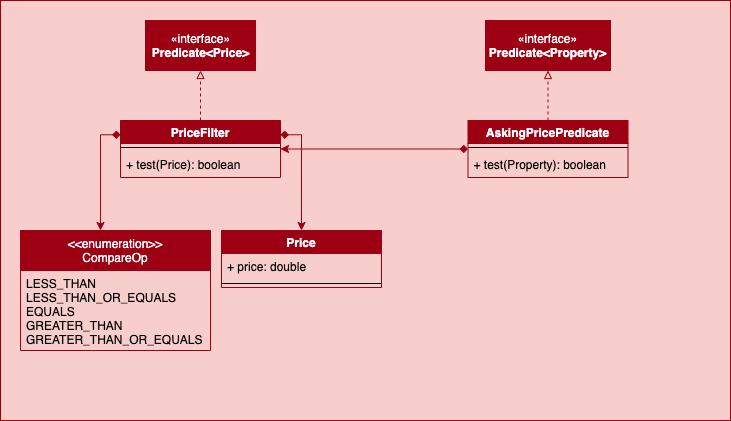 «interface»
Predicate<Price>
«interface»
Predicate<Property>
PriceFilter
+ test(Price): boolean
AskingPricePredicate
+ test(Property): boolean
<<enumeration>>
CompareOp
LESS_THAN
LESS_THAN_OR_EQUALS
EQUALS
GREATER_THAN
GREATER_THAN_OR_EQUALS
Price
+ price: double